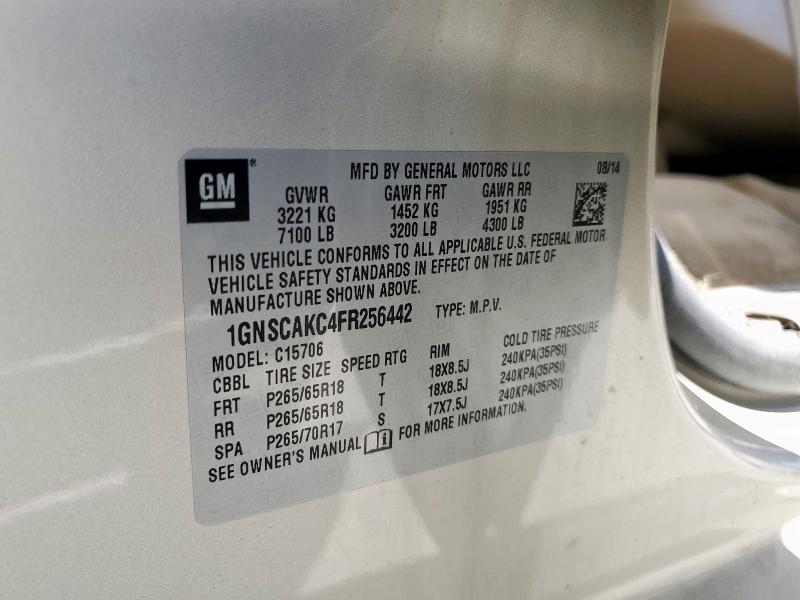 GM®
MFD BY GENERAL MOTORS LLC 08/14
GVWR GAWR FRT GAWR RR
3221 KG 1452 KG 1951 KG
7100 LB 3200 LB 4300 LB
THIS VEHICLE CONFORMS TO ALL APPLICABLE U.S. FEDERAL MOTOR
VEHICLE SAFETY STANDARDS IN EFFECT ON THE DATE OF
MANUFACTURE SHOWN ABOVE.
1GNSCAKC4FR256442 TYPE: M.P.V.
MODEL: C15706
CBBL TIRE SIZE SPEED RTG RIM COLD TIRE PRESSURE
FRT P265/65R18 T 18X8.5J 240KPA(35PSI)
RR P265/65R18 T 18X8.5J 240KPA(35PSI)
SPA P265/70R17 S 17X7.5J 240KPA(35PSI)
SEE OWNER'S MANUAL FOR MORE INFORMATION.